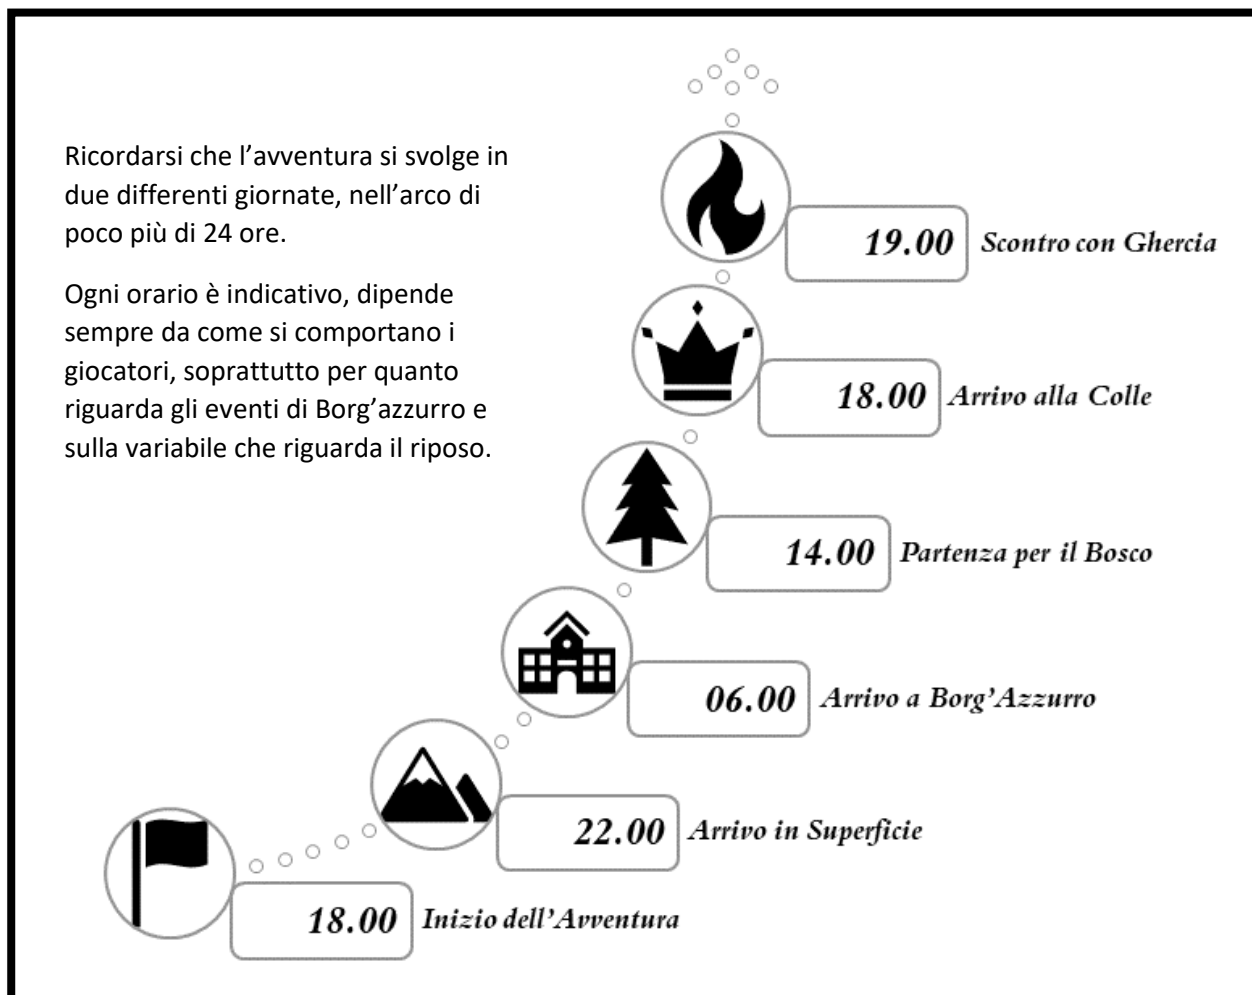 Ricordarsi che l’avventura si svolge in
due differenti giornate, nell’arco di
poco più di 24 ore.
Ogni orario è indicativo, dipende
sempre da come si comportano i
giocatori, soprattutto per quanto
riguarda gli eventi di Borg’azzurro e
sulla variabile che riguarda il riposo.
19.00 Scontro con Ghercia
18.00 Arrivo alla Colle
14.00 Partenza per il Bosco
06.00 Arrivo a Borg’Azzurro
22.00 Arrivo in Superficie
18.00 Inizio dell’Avventura